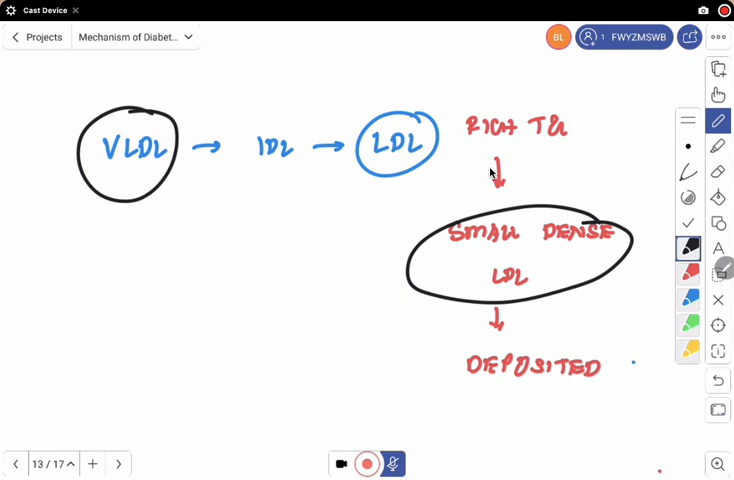 Cast Device
Projects
Mechanism of Diabet...
BL
1 FWYZMSWB
VLDL → IDL → LDL RICH TG
↓
SMALL DENSE
LDL
↓
DEPOSITED
A
13 / 17